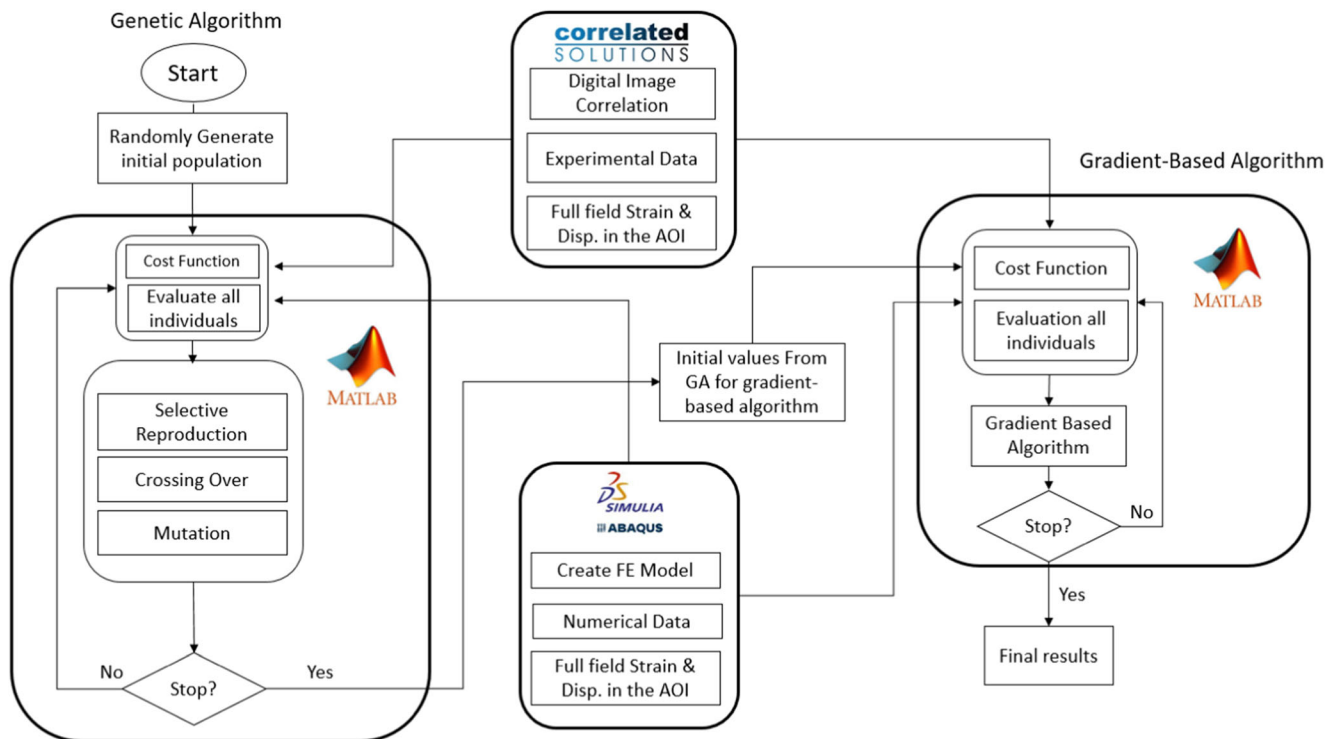 Genetic Algorithm
Start
Randomly Generate
initial population
Cost Function
Evaluate all
individuals
MATLAB
Selective
Reproduction
Crossing Over
Mutation
No
Stop?
Yes
correlated
SOLUTIONS
Digital Image
Correlation
Experimental Data
Full field Strain &
Disp. in the AOI
Initial values From
GA for gradient-
based algorithm
DS SIMULIA
ABAQUS
Create FE Model
Numerical Data
Full field Strain &
Disp. in the AOI
Gradient-Based Algorithm
Cost Function
Evaluation all
individuals
MATLAB
Gradient Based
Algorithm
Stop?
No
Yes
Final results